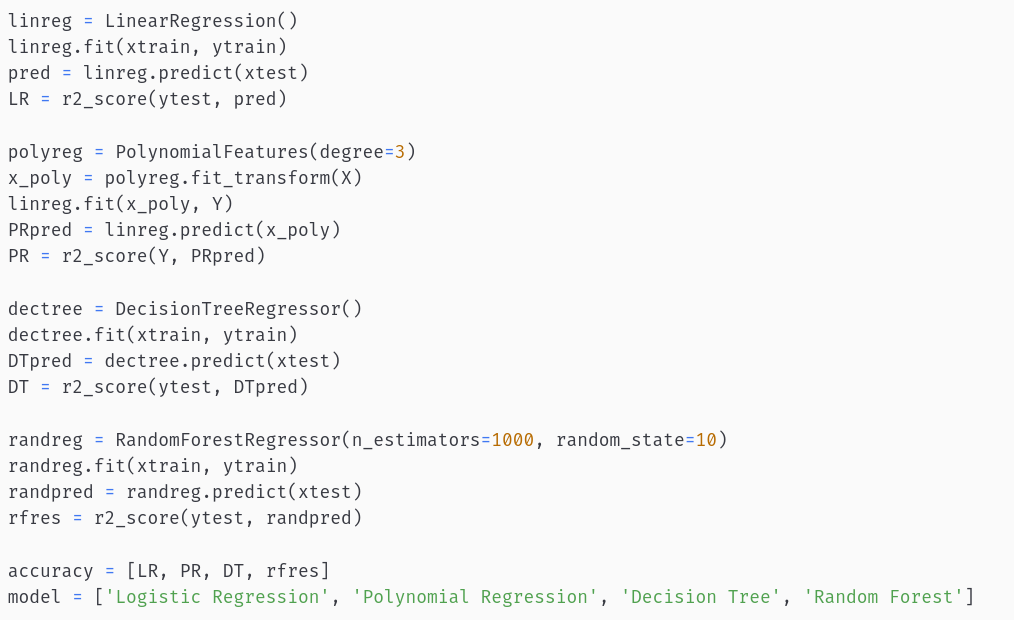 linreg = LinearRegression()
linreg.fit(xtrain, ytrain)
pred = linreg.predict(xtest)
LR = r2_score(ytest, pred)

polyreg = PolynomialFeatures(degree=3)
x_poly = polyreg.fit_transform(X)
linreg.fit(x_poly, Y)
PRpred = linreg.predict(x_poly)
PR = r2_score(Y, PRpred)

dectree = DecisionTreeRegressor()
dectree.fit(xtrain, ytrain)
DTpred = dectree.predict(xtest)
DT = r2_score(ytest, DTpred)

randreg = RandomForestRegressor(n_estimators=1000, random_state=10)
randreg.fit(xtrain, ytrain)
randpred = randreg.predict(xtest)
rfres = r2_score(ytest, randpred)

accuracy = [LR, PR, DT, rfres]
model = ['Logistic Regression', 'Polynomial Regression', 'Decision Tree', 'Random Forest']